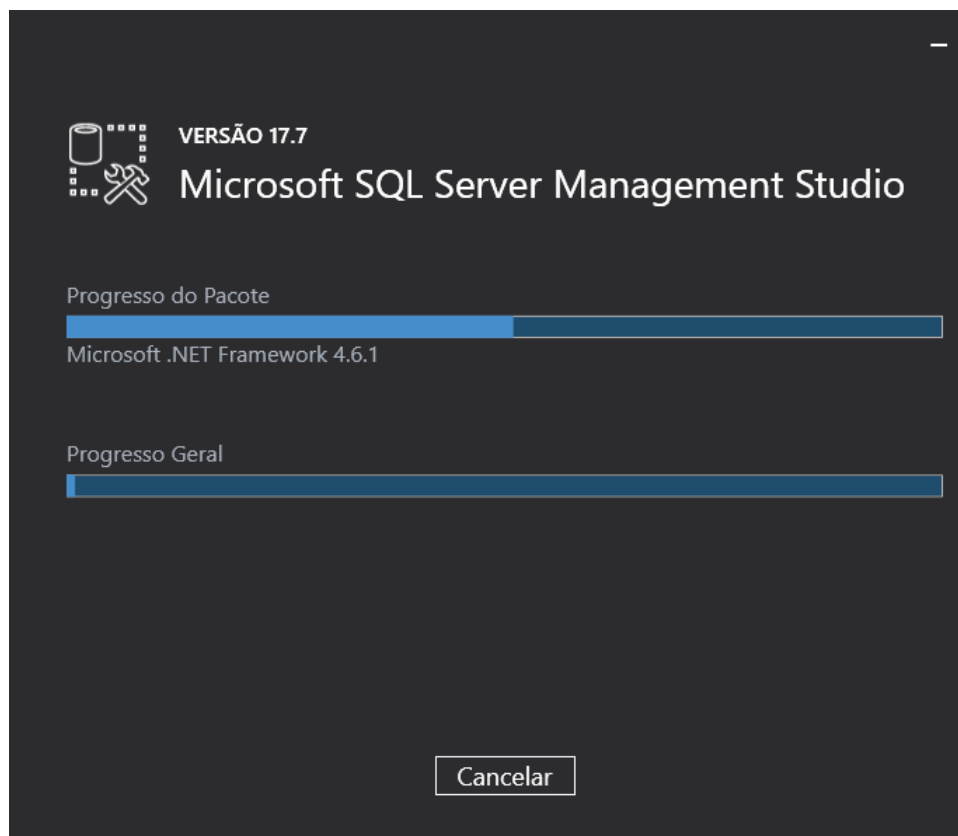 VERSÃO 17.7
Microsoft SQL Server Management Studio
Progresso do Pacote
Microsoft .NET Framework 4.6.1
Progresso Geral
Cancelar